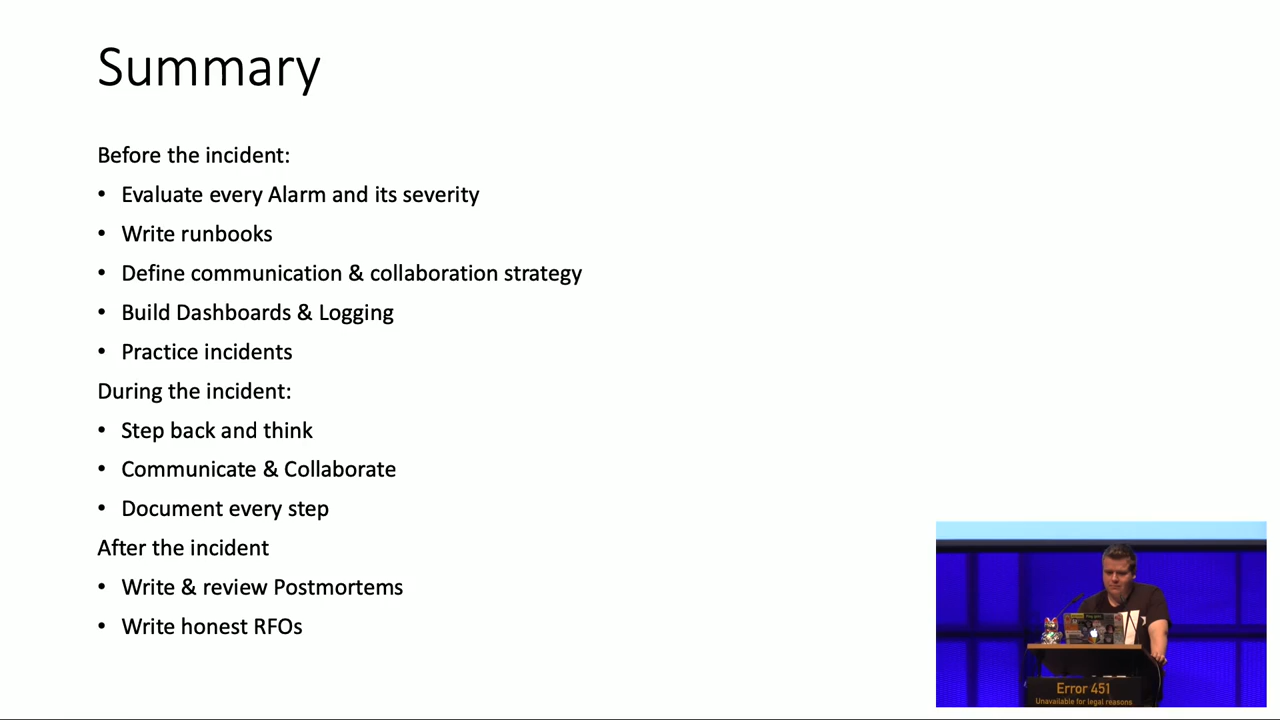 Summary
Before the incident:
• Evaluate every Alarm and its severity
• Write runbooks
• Define communication & collaboration strategy
• Build Dashboards & Logging
• Practice incidents
During the incident:
• Step back and think
• Communicate & Collaborate
• Document every step
After the incident
• Write & review Postmortems
• Write honest RFOs
Error 451
Unavailable for legal reasons